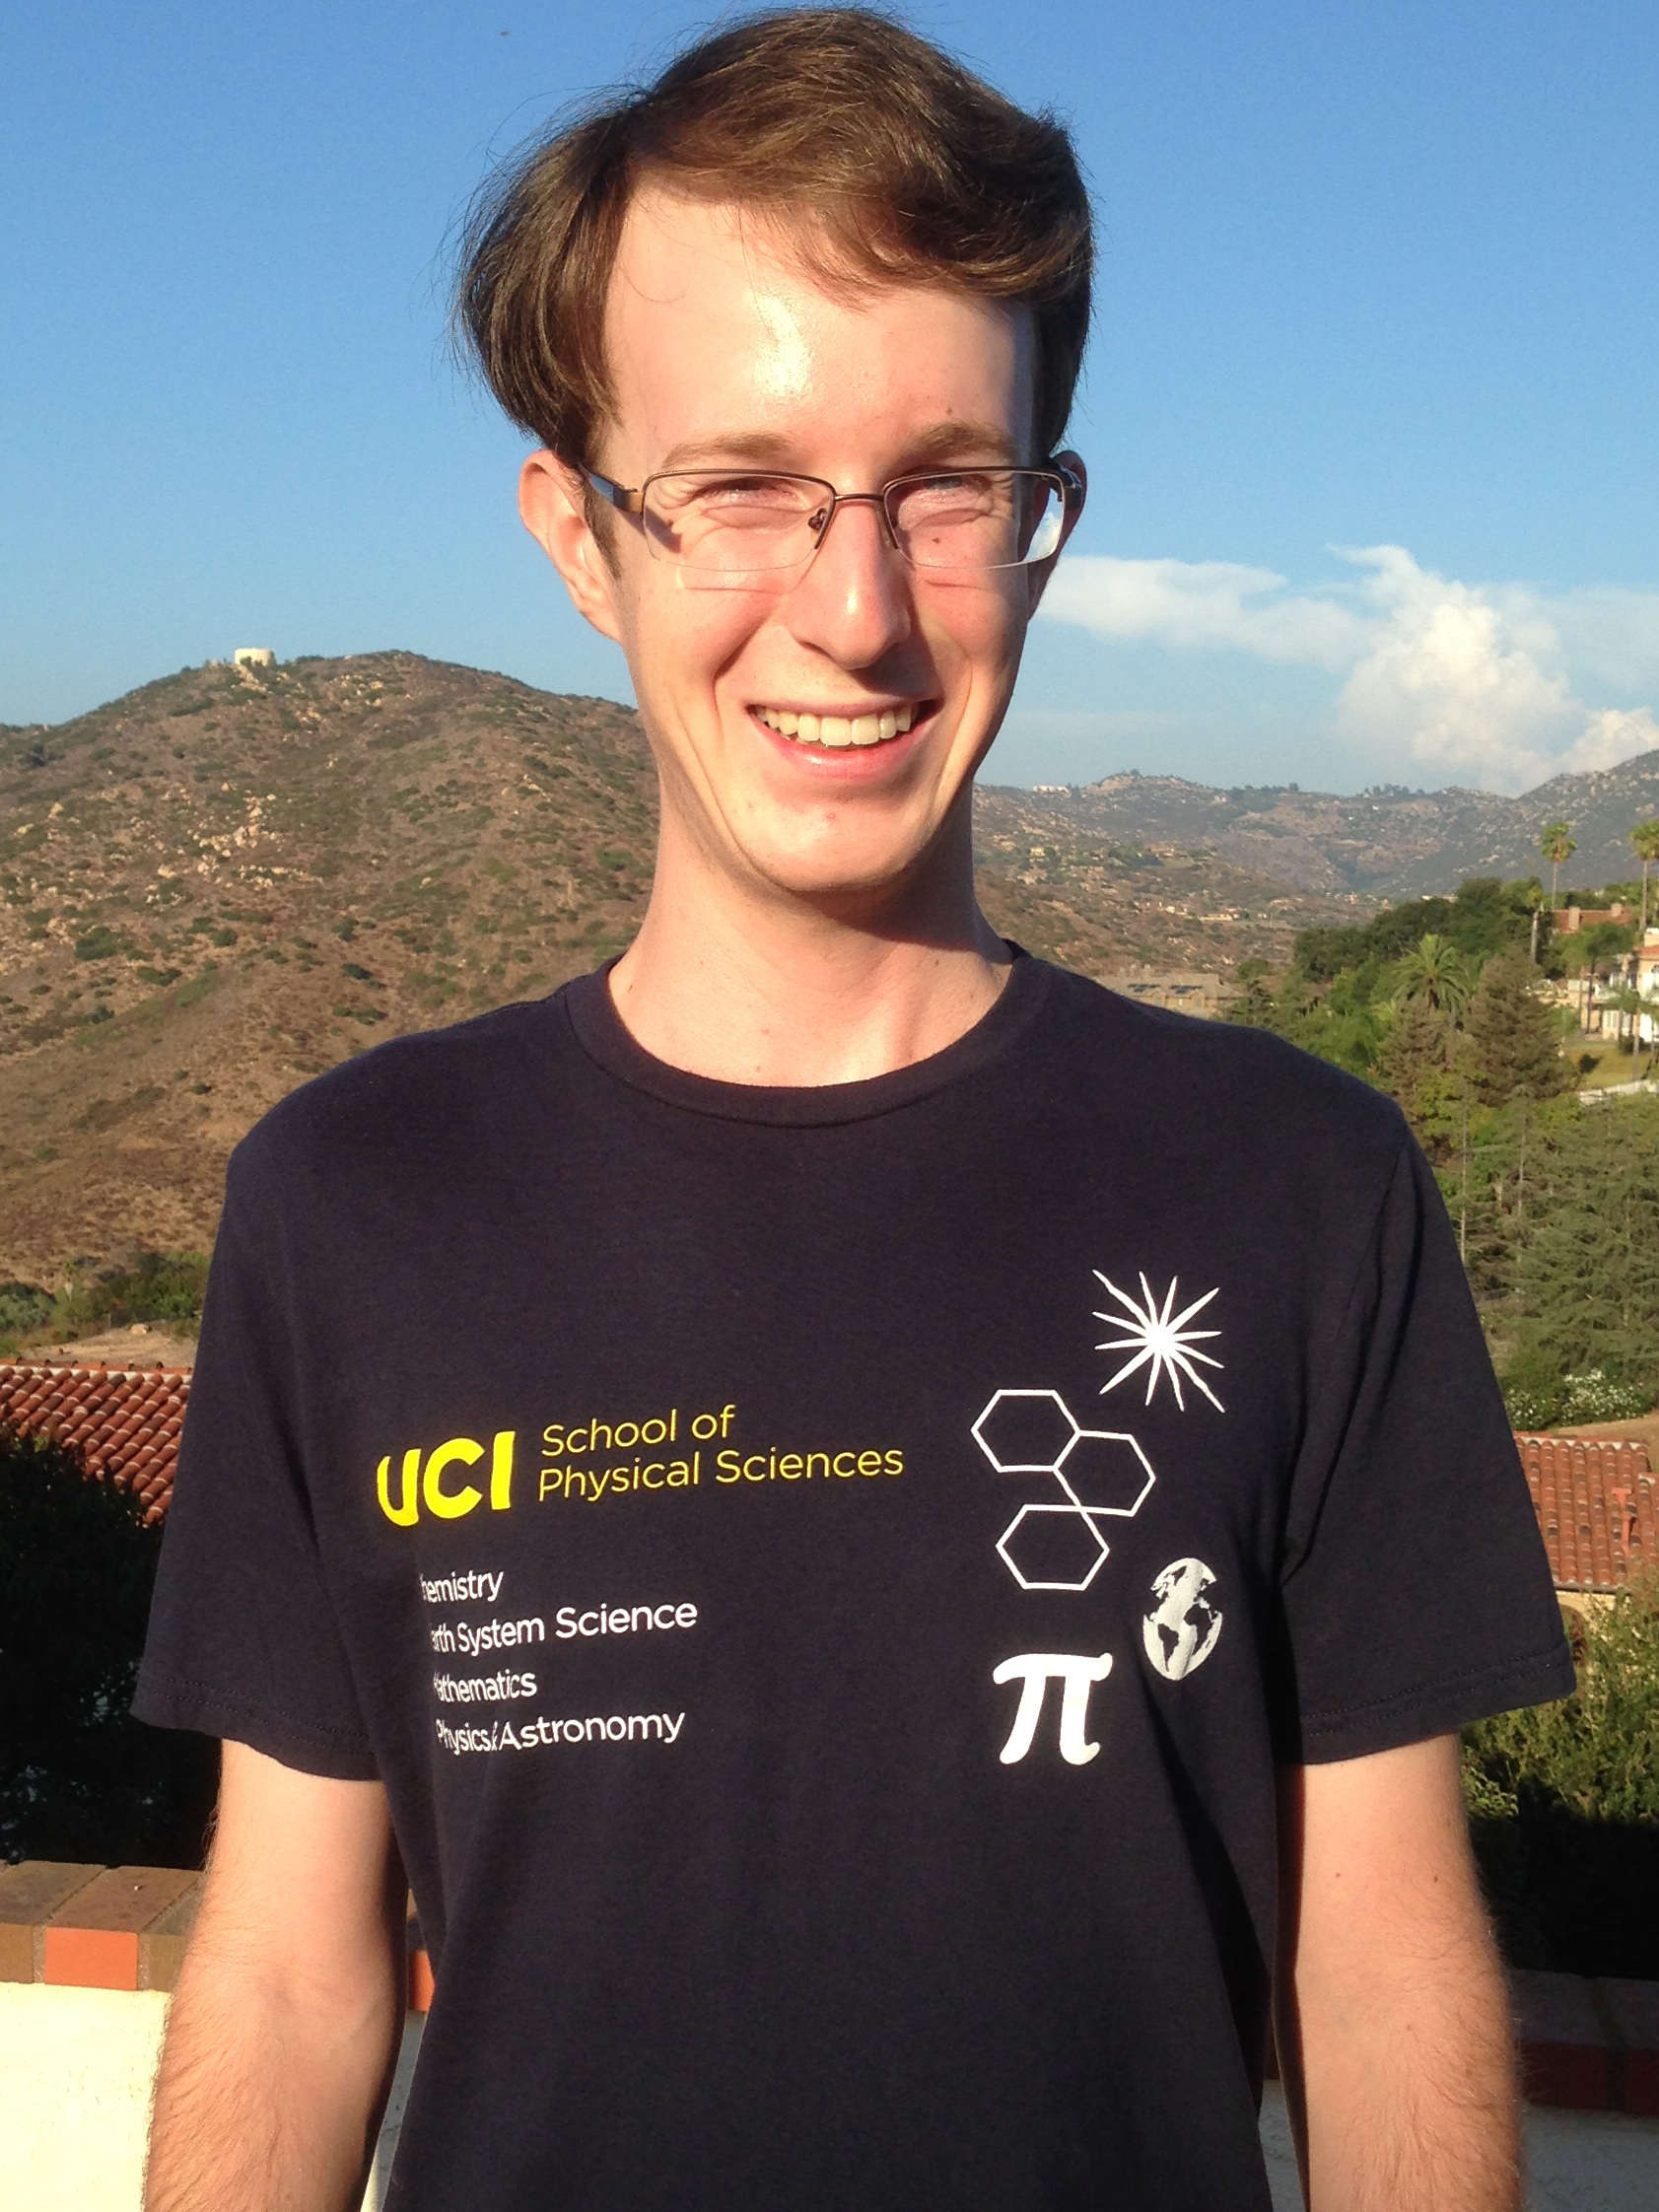 UCI School of
Physical Sciences
hemistry
arth System Science
athematics
Physics/Astronomy
π